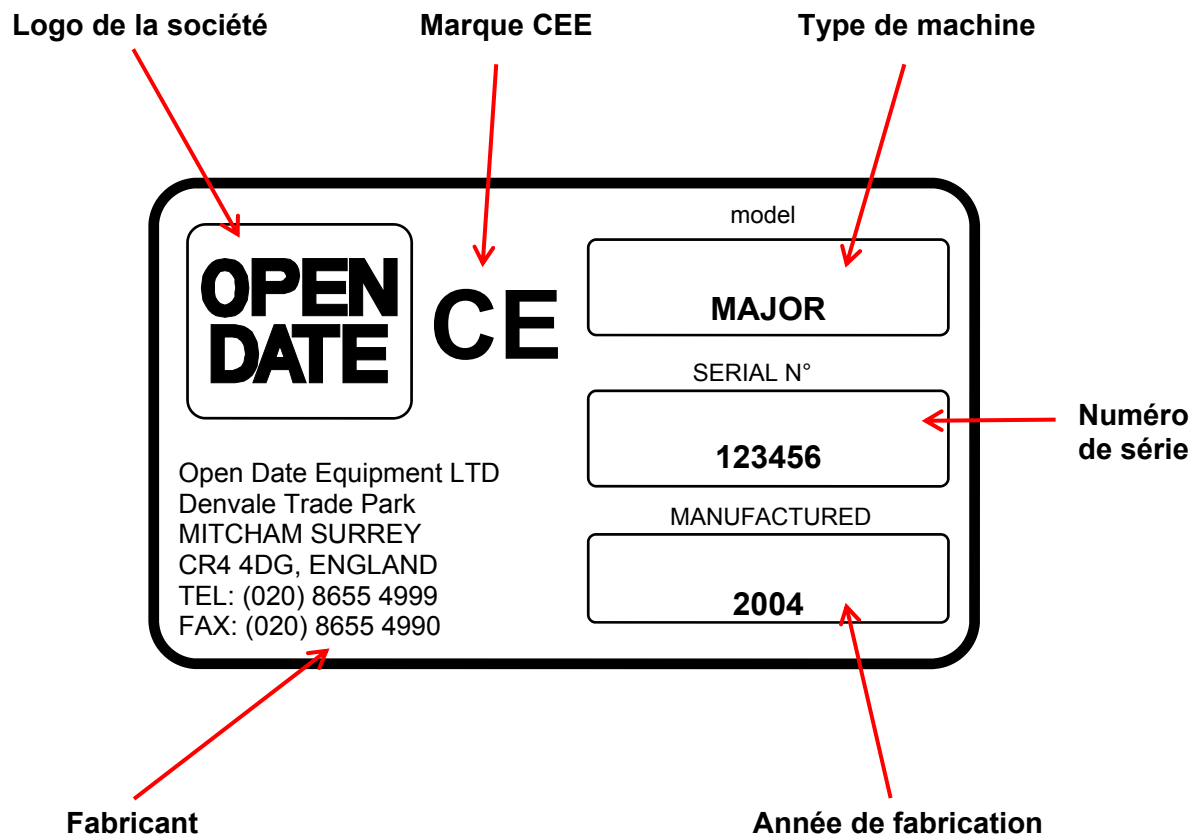 Logo de la société
Marque CEE
Type de machine
OPEN
DATE
CE
model
MAJOR
SERIAL N°
123456
Numéro
de série
MANUFACTURED
2004
Open Date Equipment LTD
Denvale Trade Park
MITCHAM SURREY
CR4 4DG, ENGLAND
TEL: (020) 8655 4999
FAX: (020) 8655 4990
Fabricant
Année de fabrication